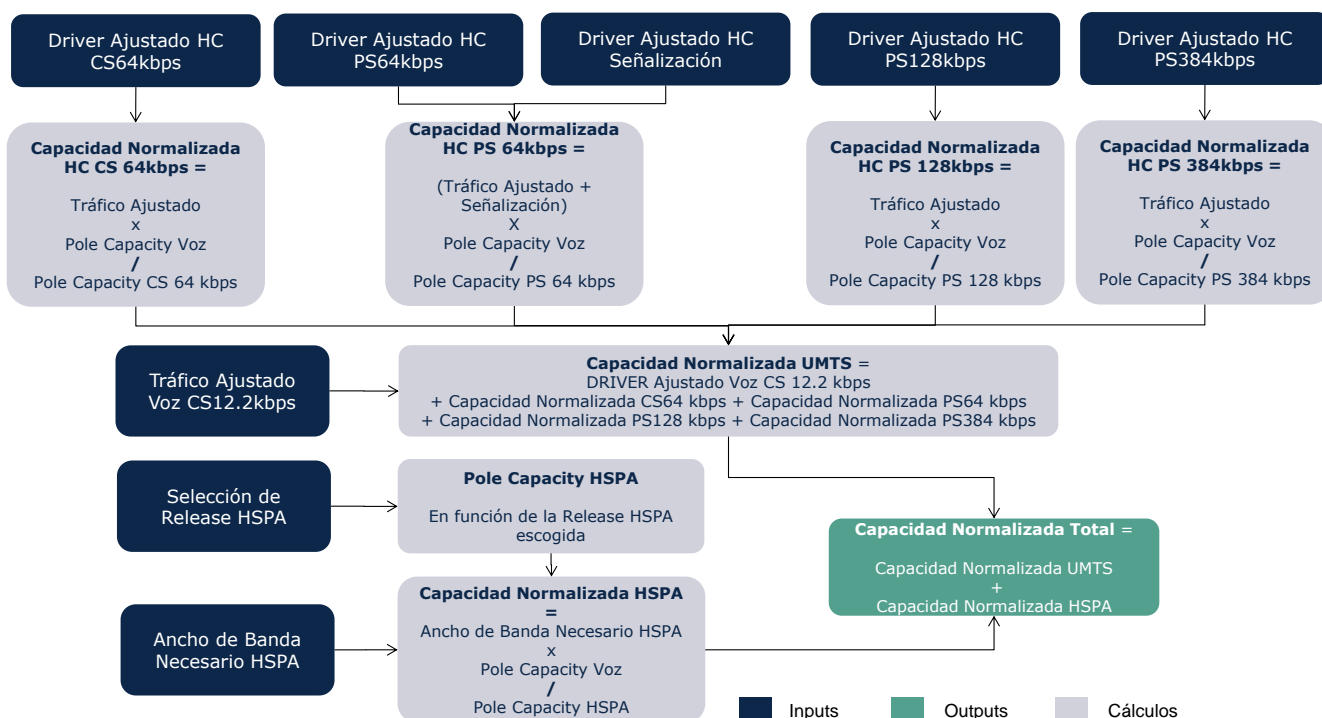 Driver Ajustado HC
CS64kbps
Driver Ajustado HC
PS64kbps
Driver Ajustado HC
Señalización
Driver Ajustado HC
PS128kbps
Driver Ajustado HC
PS384kbps
Capacidad Normalizada
HC CS 64kbps =
Tráfico Ajustado
x
Pole Capacity Voz
/
Pole Capacity CS 64 kbps
Capacidad Normalizada
HC PS 64kbps =
(Tráfico Ajustado +
Señalización)
X
Pole Capacity Voz
/
Pole Capacity PS 64 kbps
Capacidad Normalizada
HC PS 128kbps =
Tráfico Ajustado
x
Pole Capacity Voz
/
Pole Capacity PS 128 kbps
Capacidad Normalizada
HC PS 384kbps =
Tráfico Ajustado
x
Pole Capacity Voz
/
Pole Capacity PS 384 kbps
Tráfico Ajustado
Voz CS12.2kbps
Capacidad Normalizada UMTS =
DRIVER Ajustado Voz CS 12.2 kbps
+ Capacidad Normalizada CS64 kbps + Capacidad Normalizada PS64 kbps
+ Capacidad Normalizada PS128 kbps + Capacidad Normalizada PS384 kbps
Selección de
Release HSPA
Pole Capacity HSPA
En función de la Release HSPA
escogida
Capacidad Normalizada Total =
Capacidad Normalizada UMTS
+
Capacidad Normalizada HSPA
Ancho de Banda
Necesario HSPA
Capacidad Normalizada HSPA
=
Ancho de Banda Necesario HSPA
x
Pole Capacity Voz
/
Pole Capacity HSPA
Inputs
Outputs
Cálculos